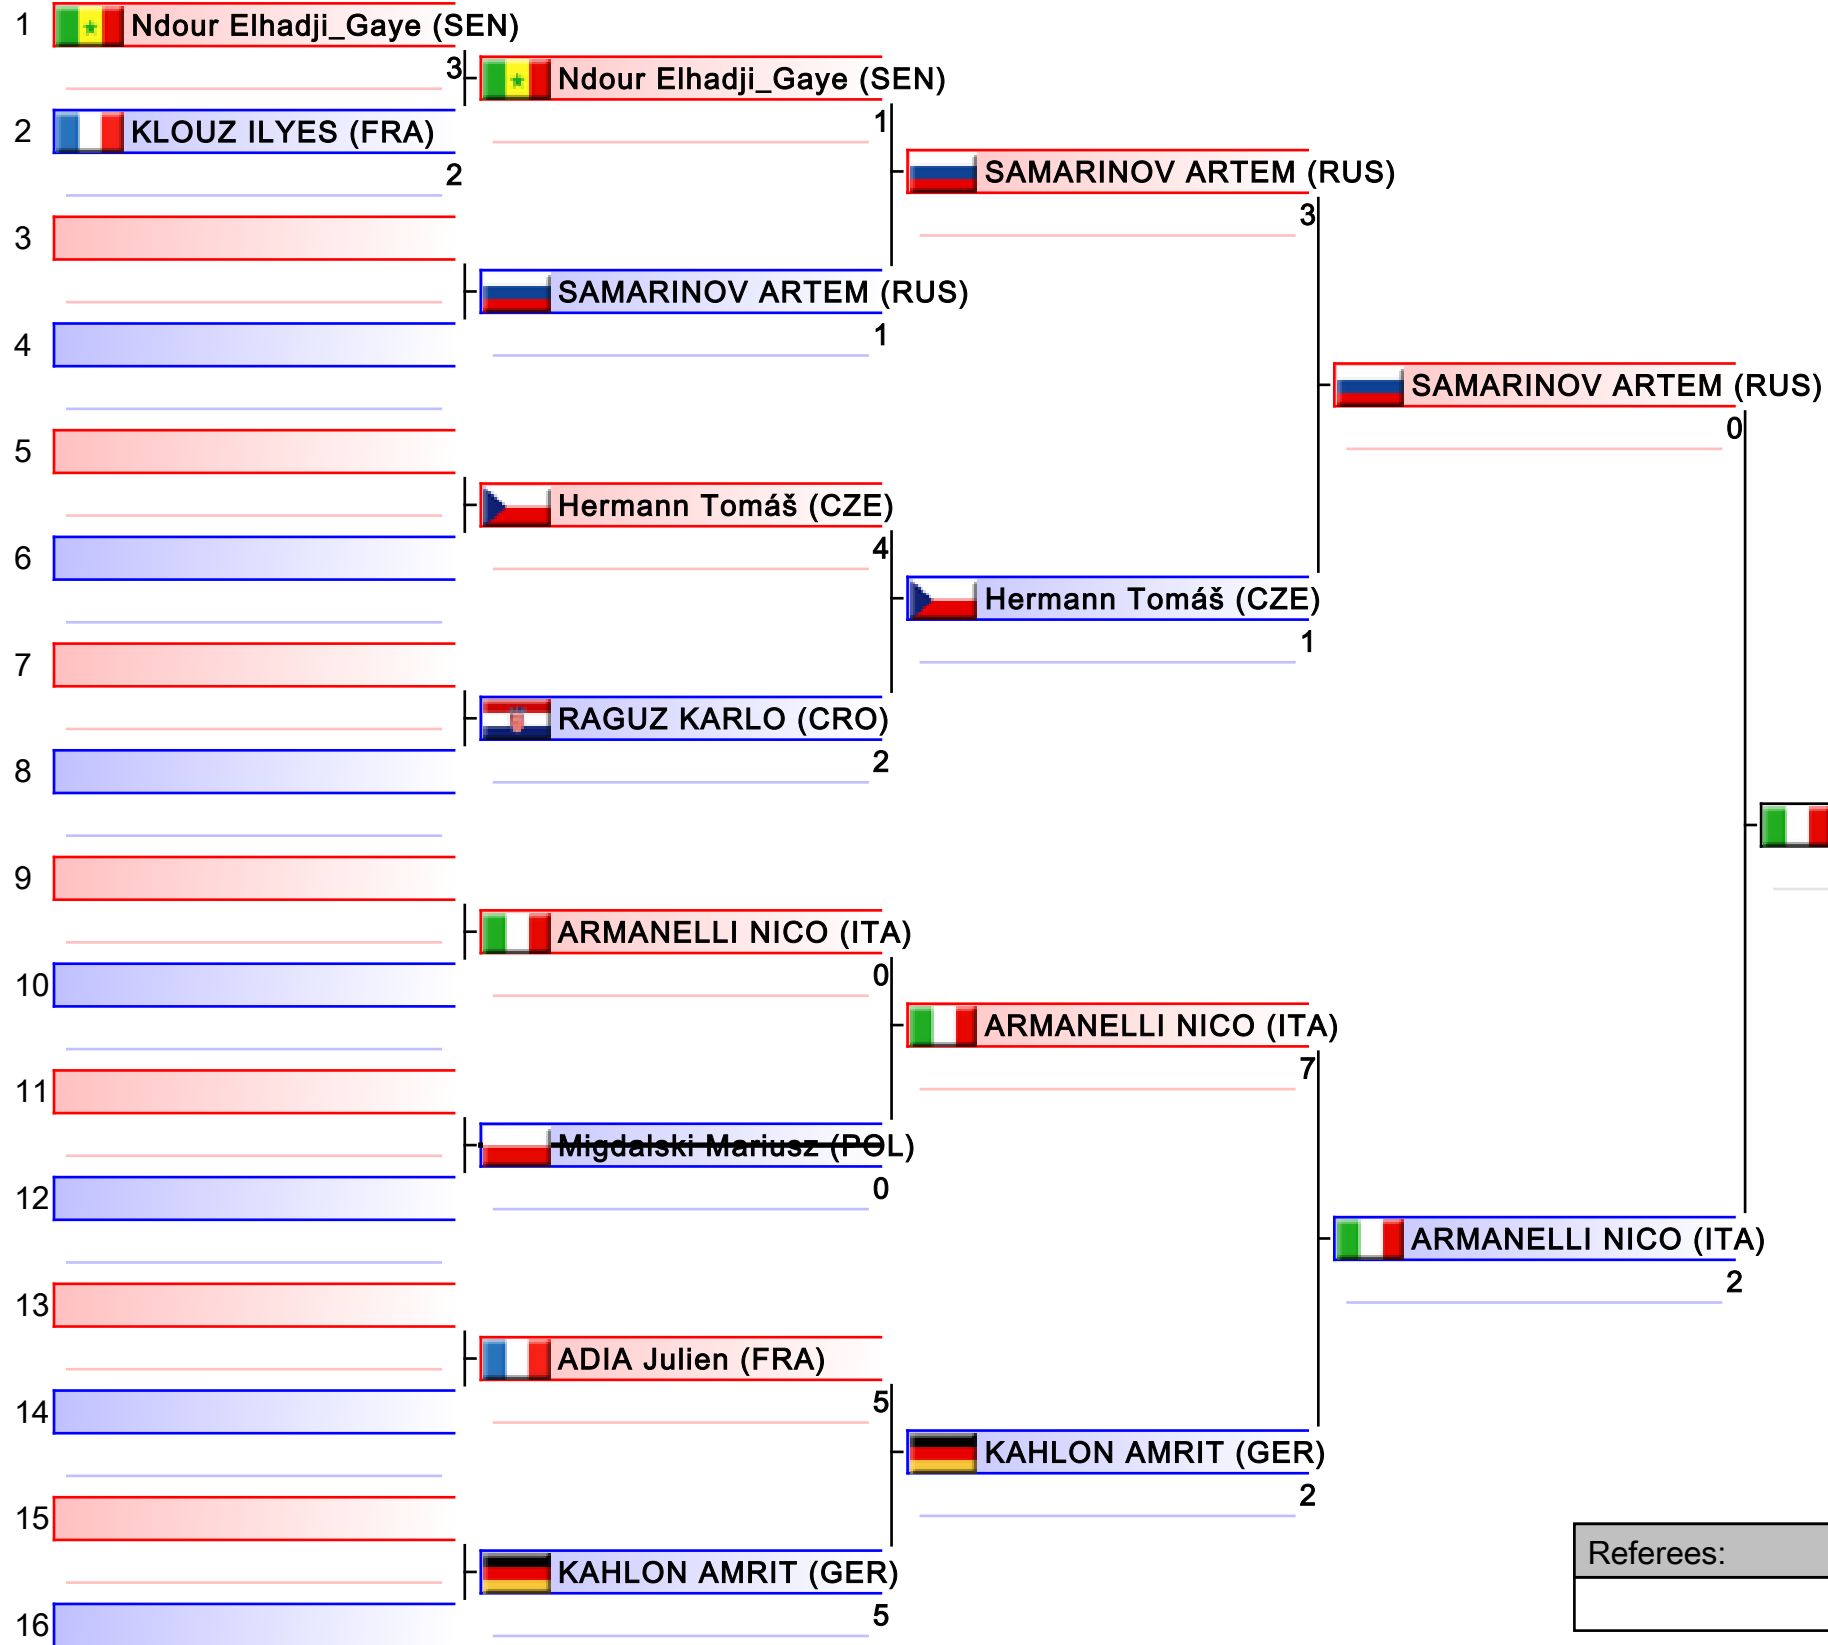 1 Ndour Elhadji_Gaye (SEN)
3
2 KLOUZ ILYES (FRA)
2
3
4
5
6
7
8
9
10
11
12
13
14
15
16
Ndour Elhadji_Gaye (SEN)
1
SAMARINOV ARTEM (RUS)
1
Hermann Tomáš (CZE)
4
RAGUZ KARLO (CRO)
2
ARMANELLI NICO (ITA)
0
Migdalski Mariusz (POL)
0
ADIA Julien (FRA)
5
KAHLON AMRIT (GER)
5
SAMARINOV ARTEM (RUS)
3
Hermann Tomáš (CZE)
1
ARMANELLI NICO (ITA)
7
KAHLON AMRIT (GER)
2
SAMARINOV ARTEM (RUS)
0
ARMANELLI NICO (ITA)
2
Referees: